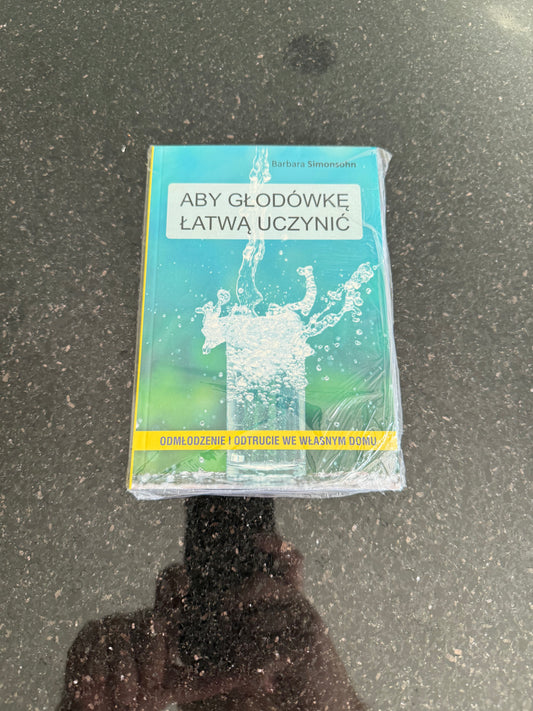 Barbara Simonsohn
ABY GŁODÓWKĘ
ŁATWĄ UCZYNIĆ
ODMŁODZENIE I ODTRUCIE WE WŁASNYM DOMU